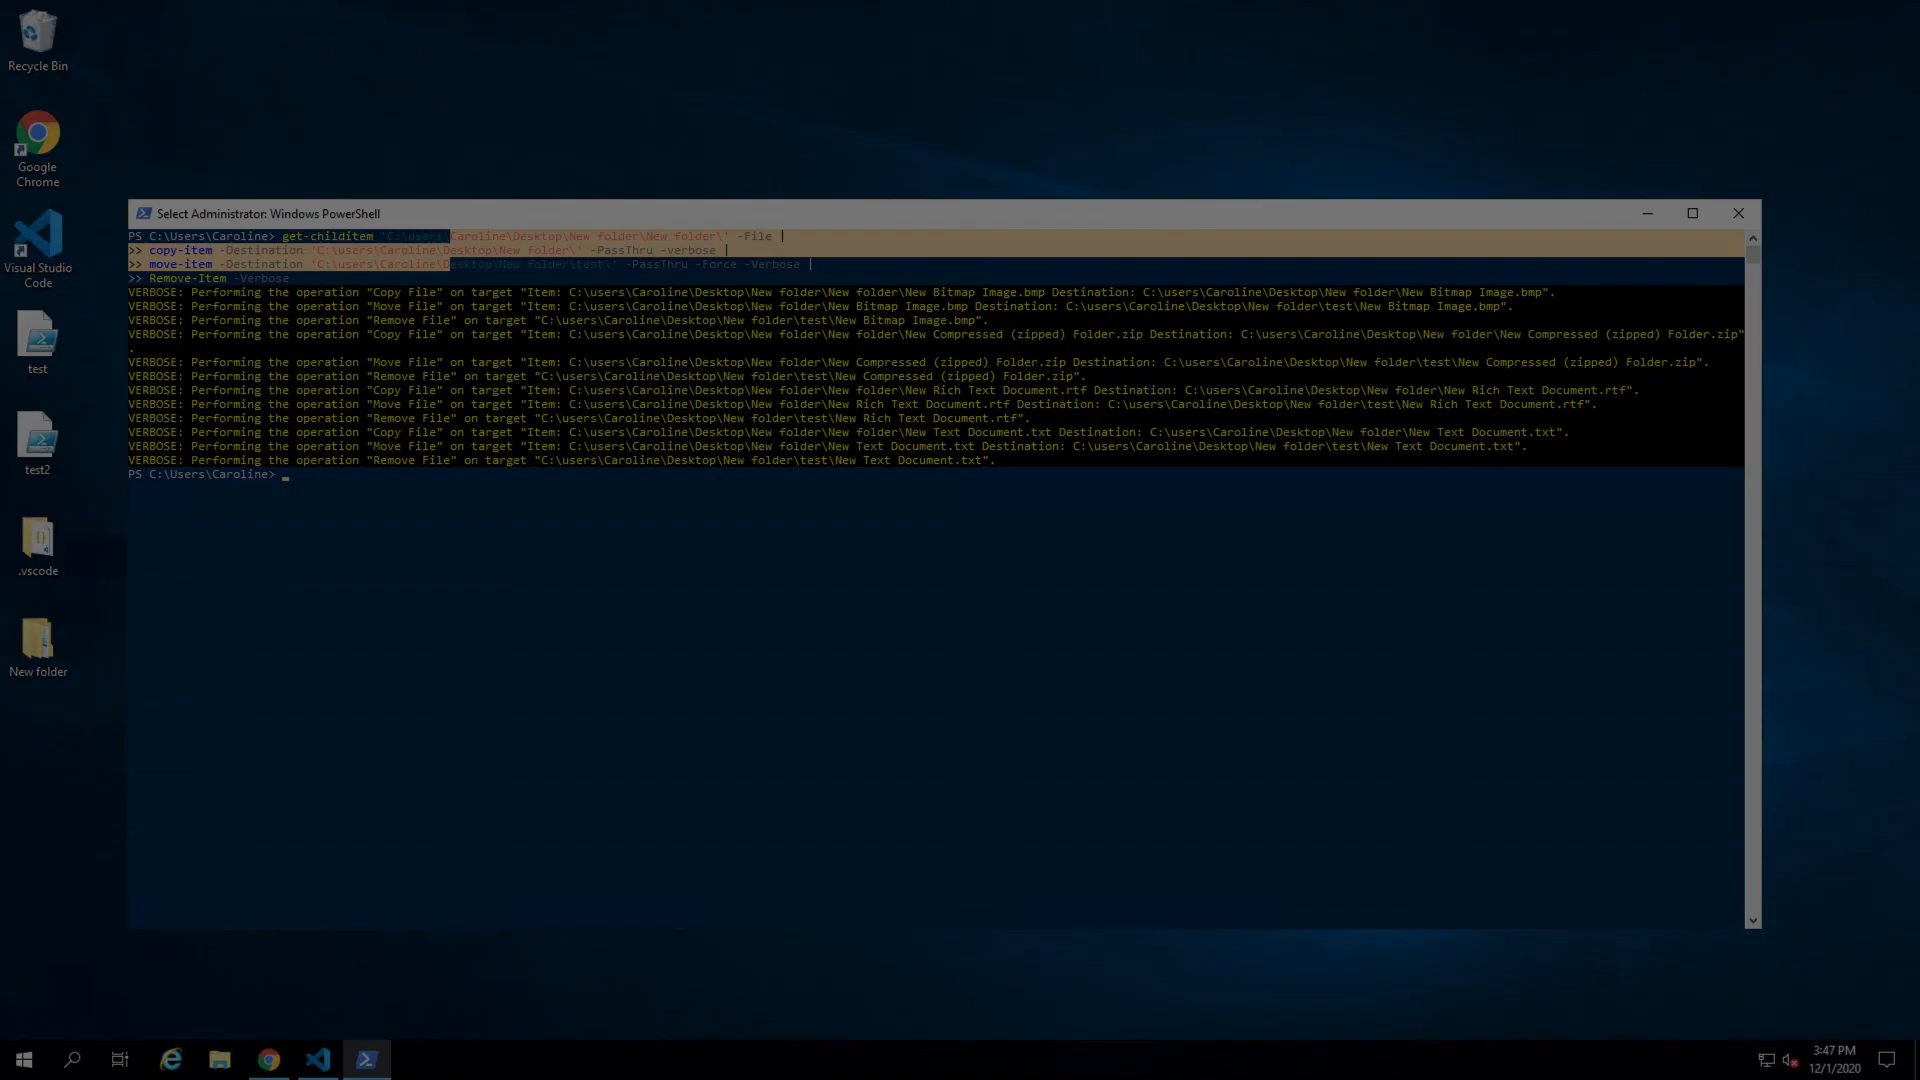 Recycle Bin
Google
Chrome
Visual Studio
Code
test
test2
.vscode
New folder
Select Administrator: Windows PowerShell
PS C:\Users\Caroline> get-childitem 'C:\users\Caroline\Desktop\New folder\New folder\' -File |
>> copy-item -Destination 'C:\users\Caroline\Desktop\New folder\' -PassThru -verbose |
>> move-item -Destination 'C:\users\Caroline\Desktop\New folder\test\' -PassThru -Force -Verbose |
>> Remove-Item -Verbose
VERBOSE: Performing the operation "Copy File" on target "Item: C:\users\Caroline\Desktop\New folder\New folder\New Bitmap Image.bmp Destination: C:\users\Caroline\Desktop\New folder\New Bitmap Image.bmp".
VERBOSE: Performing the operation "Move File" on target "Item: C:\users\Caroline\Desktop\New folder\New Bitmap Image.bmp Destination: C:\users\Caroline\Desktop\New folder\test\New Bitmap Image.bmp".
VERBOSE: Performing the operation "Remove File" on target "C:\users\Caroline\Desktop\New folder\test\New Bitmap Image.bmp".
VERBOSE: Performing the operation "Copy File" on target "Item: C:\users\Caroline\Desktop\New folder\New folder\New Compressed (zipped) Folder.zip Destination: C:\users\Caroline\Desktop\New folder\New Compressed (zipped) Folder.zip"
.
VERBOSE: Performing the operation "Move File" on target "Item: C:\users\Caroline\Desktop\New folder\New Compressed (zipped) Folder.zip Destination: C:\users\Caroline\Desktop\New folder\test\New Compressed (zipped) Folder.zip".
VERBOSE: Performing the operation "Remove File" on target "C:\users\Caroline\Desktop\New folder\test\New Compressed (zipped) Folder.zip".
VERBOSE: Performing the operation "Copy File" on target "Item: C:\users\Caroline\Desktop\New folder\New folder\New Rich Text Document.rtf Destination: C:\users\Caroline\Desktop\New folder\New Rich Text Document.rtf".
VERBOSE: Performing the operation "Move File" on target "Item: C:\users\Caroline\Desktop\New folder\New Rich Text Document.rtf Destination: C:\users\Caroline\Desktop\New folder\test\New Rich Text Document.rtf".
VERBOSE: Performing the operation "Remove File" on target "C:\users\Caroline\Desktop\New folder\test\New Rich Text Document.rtf".
VERBOSE: Performing the operation "Copy File" on target "Item: C:\users\Caroline\Desktop\New folder\New folder\New Text Document.txt Destination: C:\users\Caroline\Desktop\New folder\New Text Document.txt".
VERBOSE: Performing the operation "Move File" on target "Item: C:\users\Caroline\Desktop\New folder\New Text Document.txt Destination: C:\users\Caroline\Desktop\New folder\test\New Text Document.txt".
VERBOSE: Performing the operation "Remove File" on target "C:\users\Caroline\Desktop\New folder\test\New Text Document.txt".
PS C:\Users\Caroline> _
3:47 PM
12/1/2020